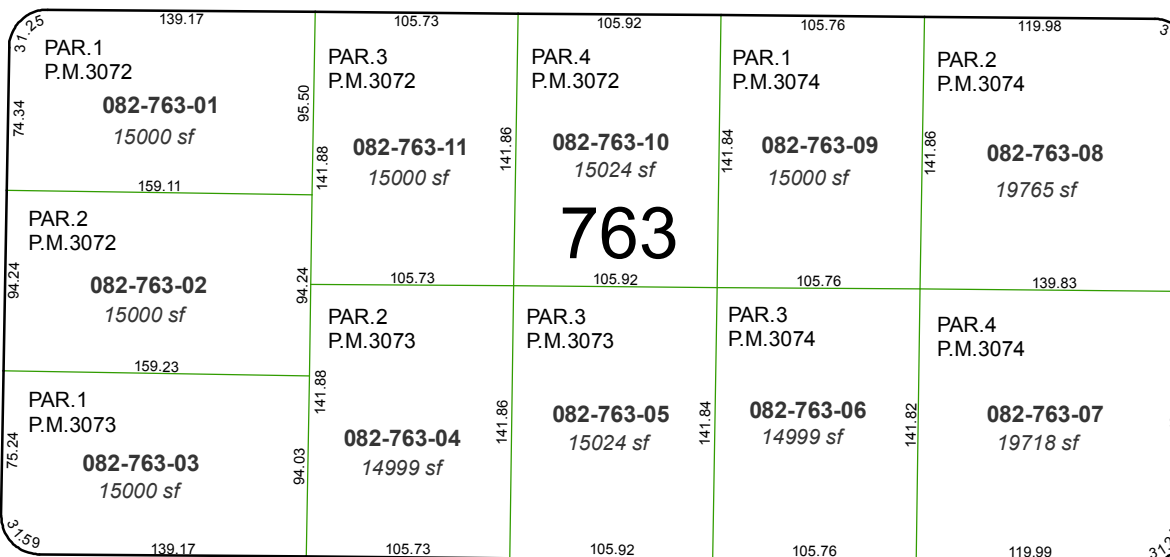 139.17
105.73
105.92
105.76
119.98
31.25
PAR.1
P.M.3072
082-763-01
15000 sf
74.34
95.50
159.11
PAR.3
P.M.3072
082-763-11
15000 sf
141.88
141.86
105.73
PAR.4
P.M.3072
082-763-10
15024 sf
763
105.92
PAR.1
P.M.3074
082-763-09
15000 sf
141.84
141.86
105.76
PAR.2
P.M.3074
082-763-08
19765 sf
139.83
PAR.2
P.M.3072
082-763-02
15000 sf
94.24
94.24
159.23
PAR.1
P.M.3073
082-763-03
15000 sf
75.24
94.03
31.59
139.17
PAR.2
P.M.3073
082-763-04
14999 sf
141.88
141.86
105.73
PAR.3
P.M.3073
082-763-05
15024 sf
141.84
105.92
PAR.3
P.M.3074
082-763-06
14999 sf
141.82
105.76
PAR.4
P.M.3074
082-763-07
19718 sf
119.99